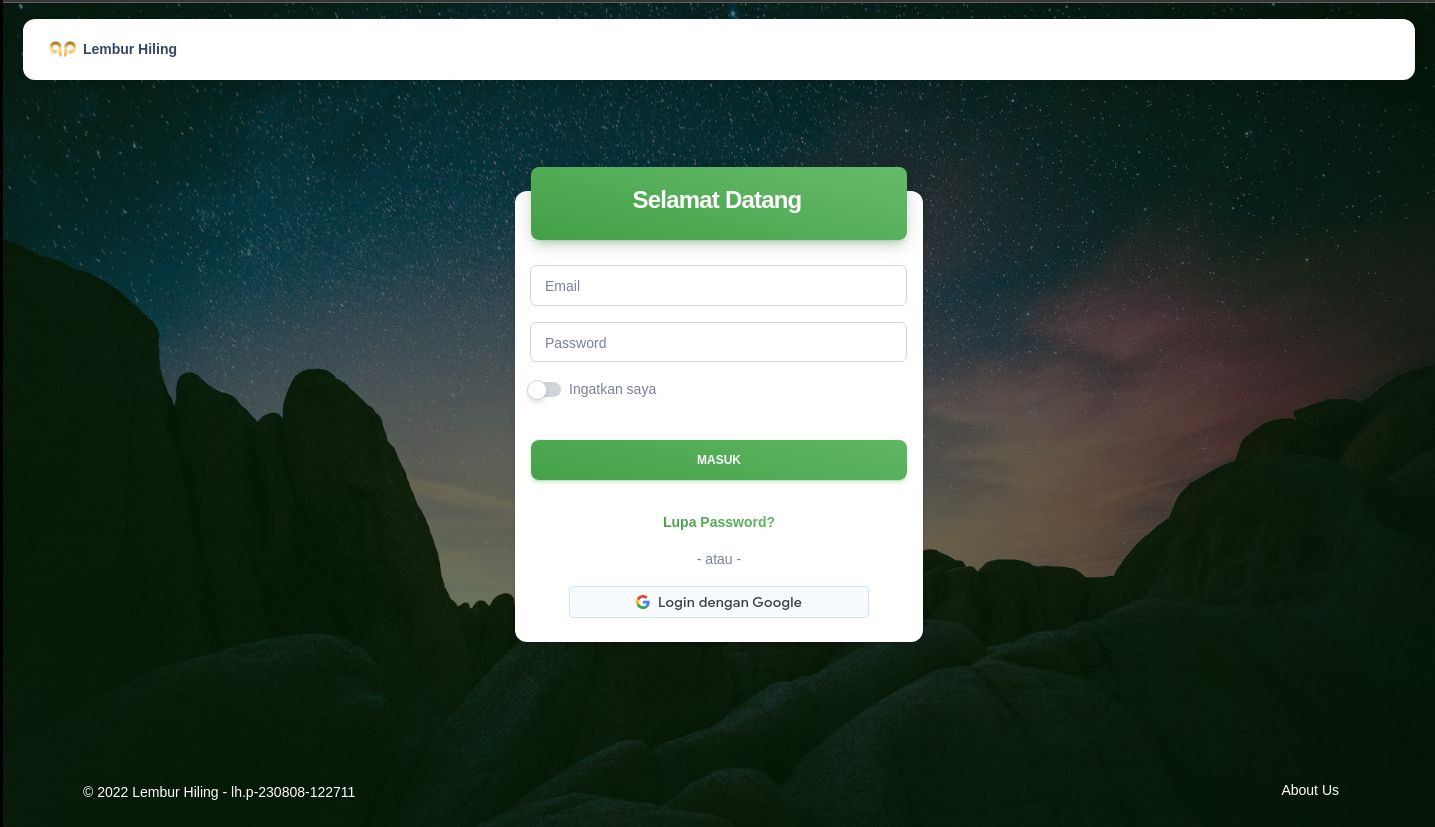 Lembur Hiling
Selamat Datang
Email
Password
Ingatkan saya
MASUK
Lupa Password?
- atau -
Login dengan Google
© 2022 Lembur Hiling - lh.p-230808-122711
About Us